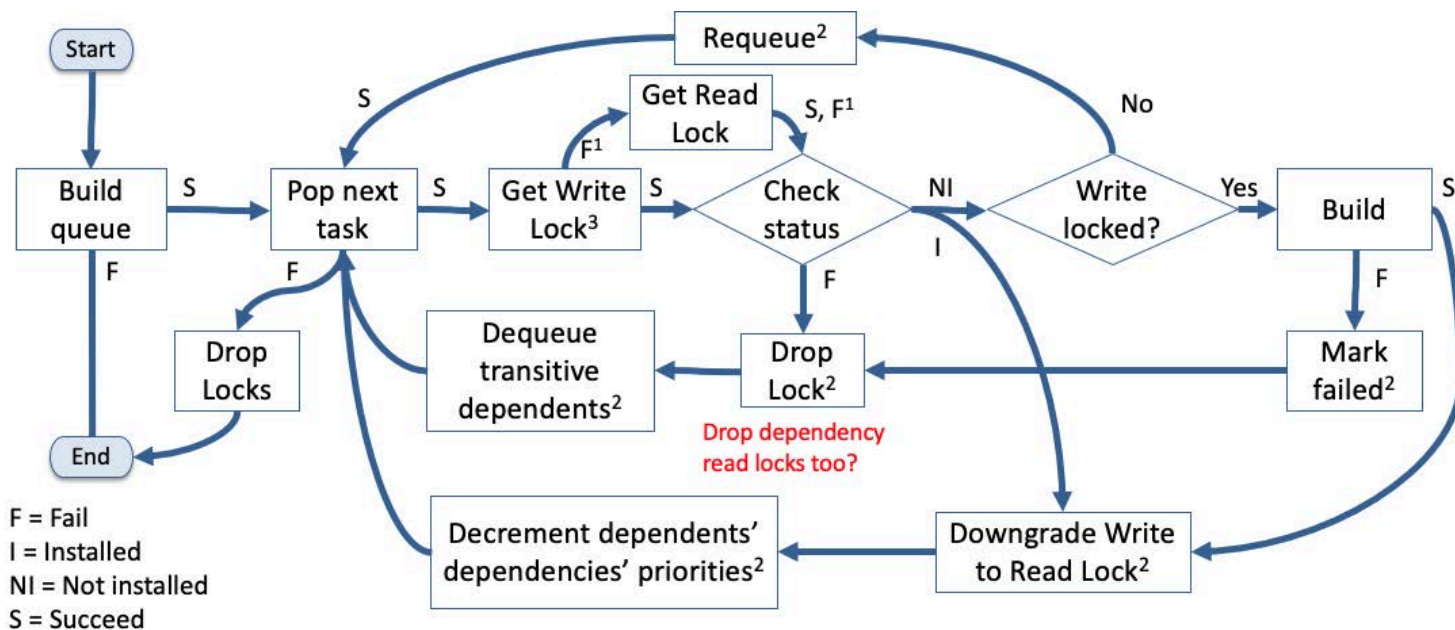 Start
Requeue²
S
Get Read
Lock
S, F¹
No
F¹
Build
queue
S
Pop next
task
S
Get Write
Lock³
S
Check
status
NI
I
Write
locked?
Yes
Build
S
F
F
F
F
Drop
Locks
Dequeue
transitive
dependents²
Drop
Lock²
Mark
failed²
Drop dependency
read locks too?
End
F = Fail
I = Installed
NI = Not installed
S = Succeed
Decrement dependents’
dependencies’ priorities²
Downgrade Write
to Read Lock²